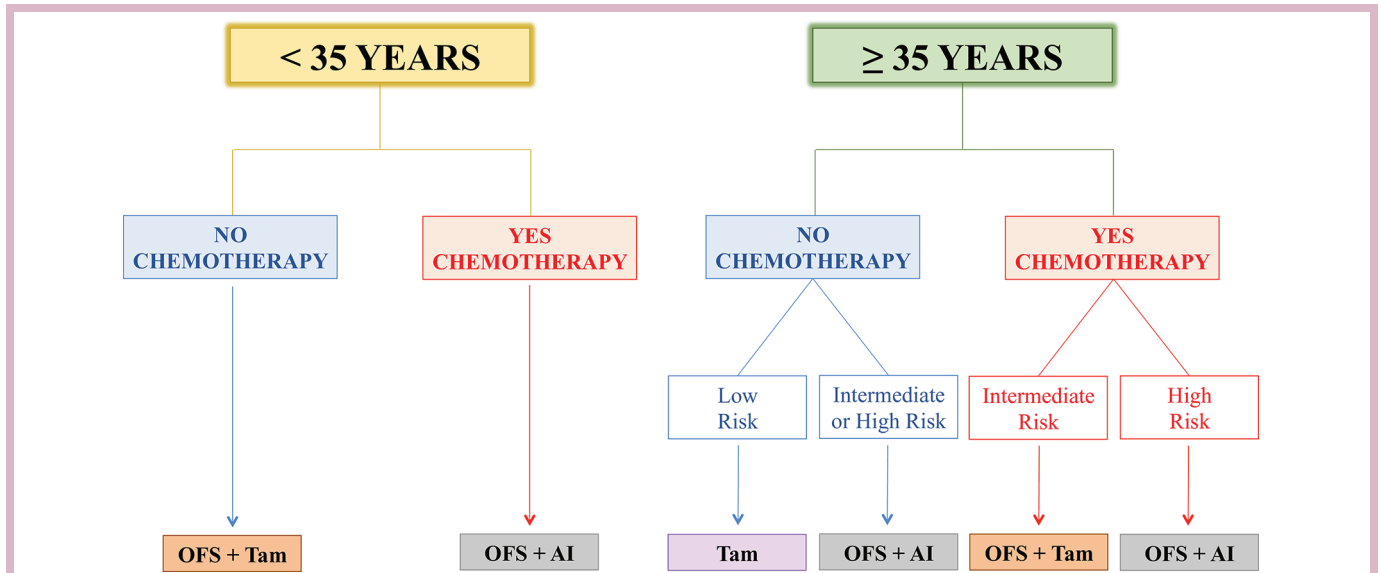 < 35 YEARS
≥ 35 YEARS
NO
CHEMOTHERAPY
YES
CHEMOTHERAPY
NO
CHEMOTHERAPY
YES
CHEMOTHERAPY
Low
Risk
Intermediate
or High Risk
Intermediate
Risk
High
Risk
OFS + Tam
OFS + AI
Tam
OFS + AI
OFS + Tam
OFS + AI